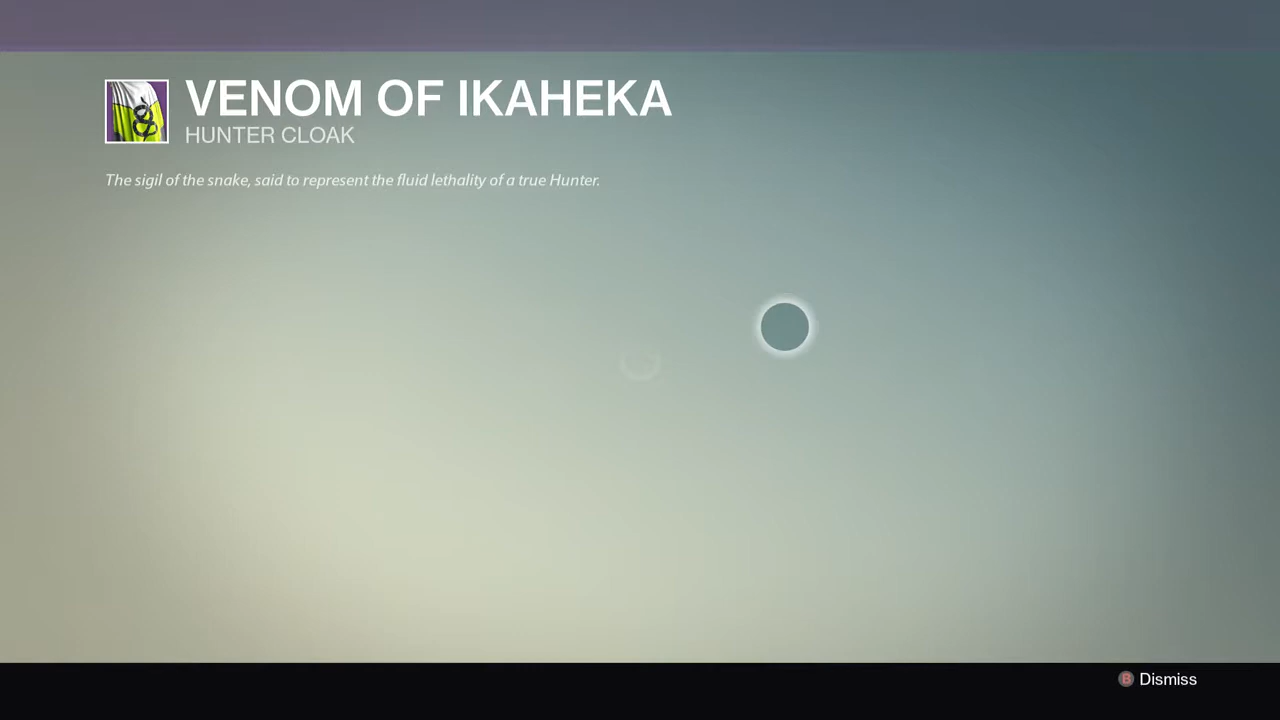 VENOM OF IKAHEKA
HUNTER CLOAK
The sigil of the snake, said to represent the fluid lethality of a true Hunter.
B Dismiss